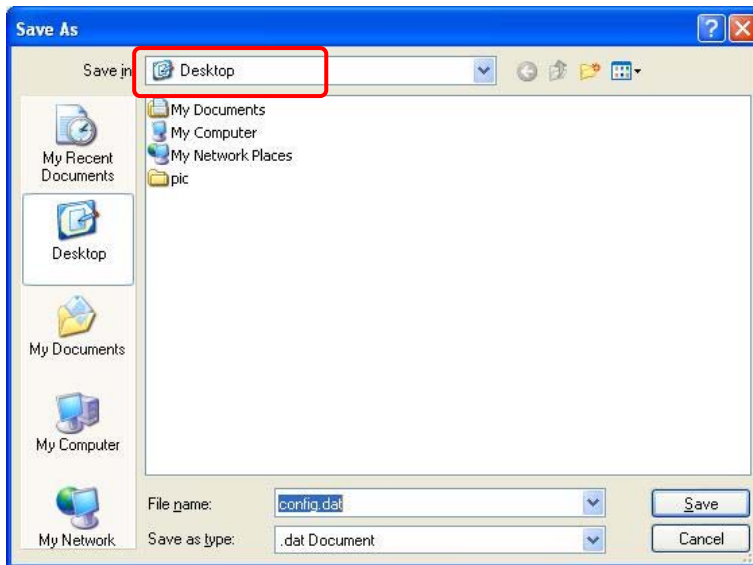 Save As
Save in
Desktop
My Documents
My Computer
My Network Places
pic
My Recent
Documents
Desktop
My Documents
My Computer
My Network
File name:
config.dat
Save
Save as type:
.dat Document
Cancel